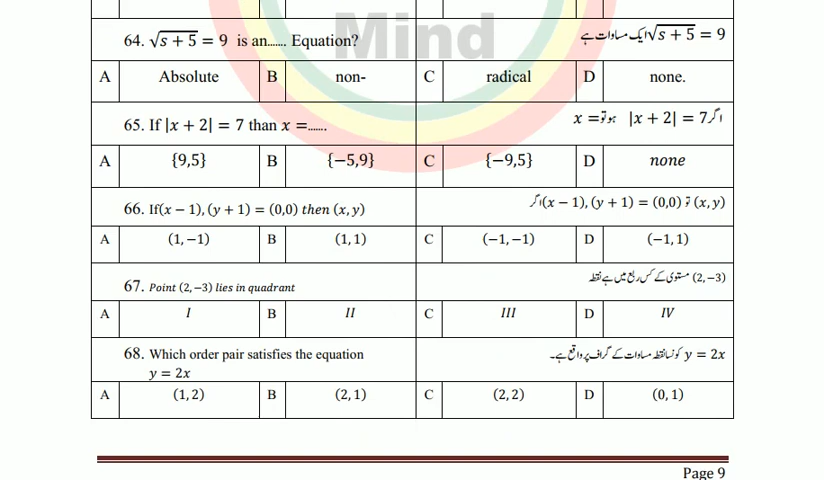 Mind
64. √(s + 5) = 9 is an....... Equation?
√(s + 5) = 9 ایک مساوات ہے
A Absolute B non- C radical D none.
65. If |x + 2| = 7 than x =.......
اگر |x + 2| = 7 ہو تو x =
A {9,5} B {−5,9} C {−9,5} D none
66. If(x − 1), (y + 1) = (0,0) then (x, y)
اگر (x − 1), (y + 1) = (0,0) تو (x, y)
A (1, −1) B (1, 1) C (−1, −1) D (−1, 1)
67. Point (2, −3) lies in quadrant
(2, −3) مستوی کے کس ربع میں ہے نقطہ
A I B II C III D IV
68. Which order pair satisfies the equation
y = 2x
y = 2x کونسا نقطہ مساوات کے گراف پر واقع ہے۔
A (1, 2) B (2, 1) C (2, 2) D (0, 1)
Page 9